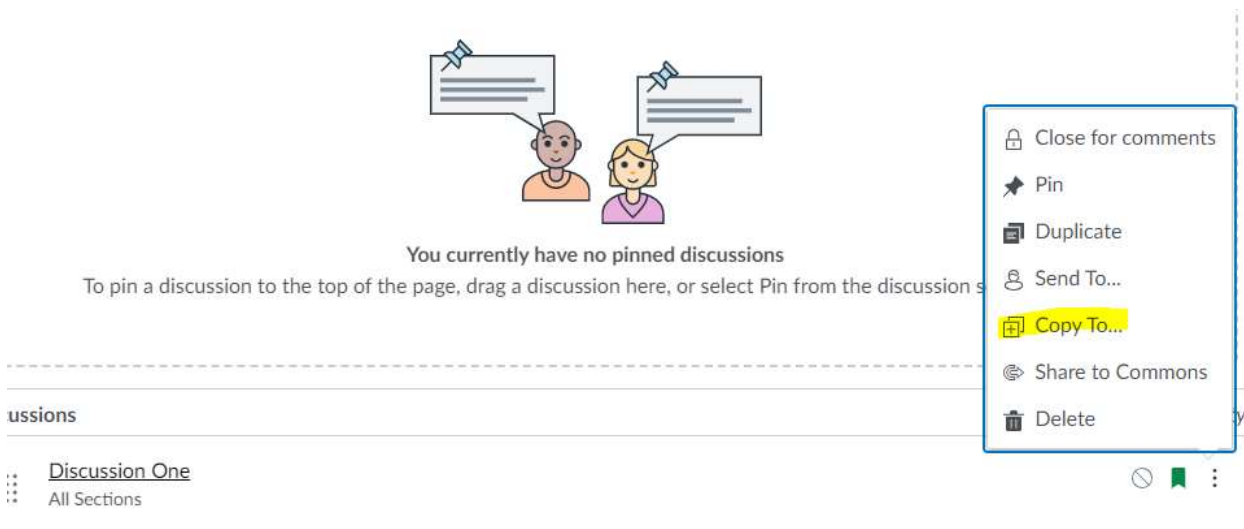 You currently have no pinned discussions
To pin a discussion to the top of the page, drag a discussion here, or select Pin from the discussion
Close for comments
Pin
Duplicate
Send To...
Copy To...
Share to Commons
Delete
Discussion One
All Sections